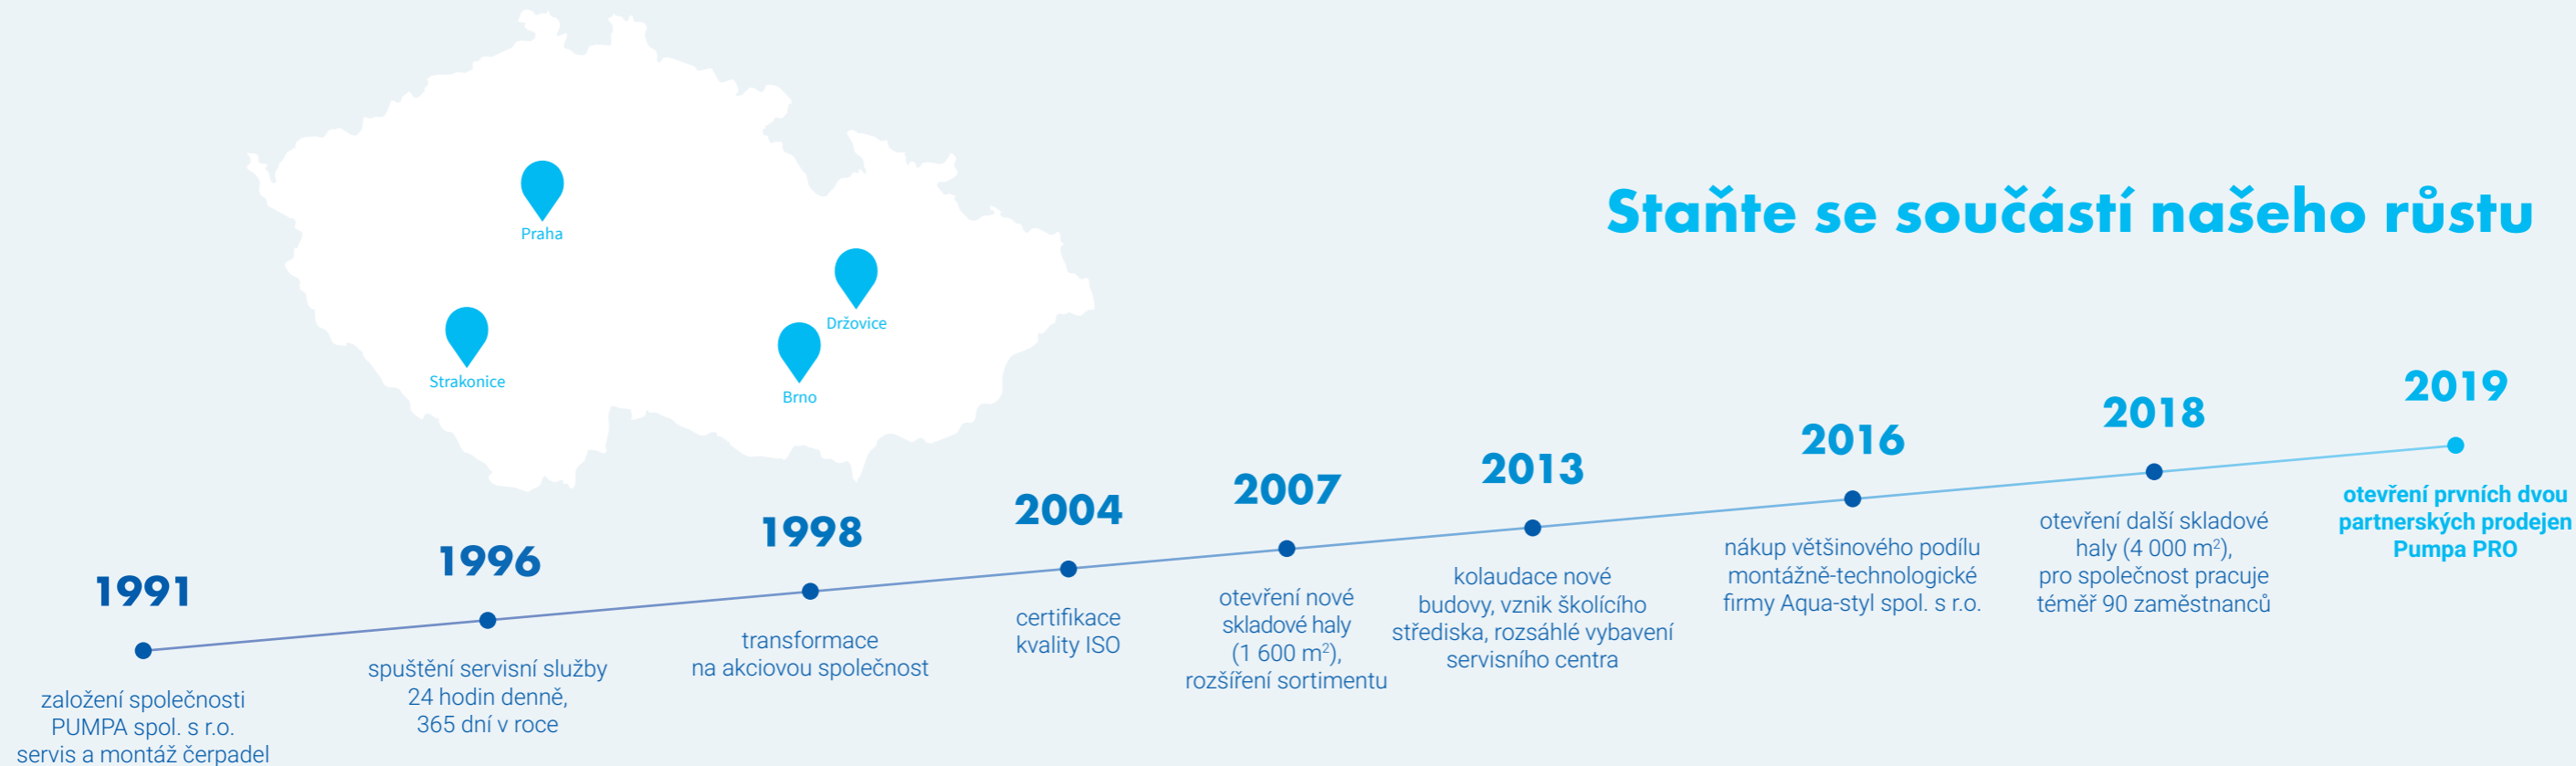 Praha
Držovice
Strakonice
Brno
Staňte se součástí našeho růstu
1991
založení společnosti
PUMPA spol. s r.o.
servis a montáž čerpadel
1996
spuštění servisní služby
24 hodin denně,
365 dní v roce
1998
transformace
na akciovou společnost
2004
certifikace
kvality ISO
2007
otevření nové
skladové haly
(1 600 m²),
rozšíření sortimentu
2013
kolaudace nové
budovy, vznik školícího
střediska, rozsáhlé vybavení
servisního centra
2016
nákup většinového podílu
montážně-technologické
firmy Aqua-styl spol. s r.o.
2018
otevření další skladové
haly (4 000 m²),
pro společnost pracuje
téměř 90 zaměstnanců
2019
otevření prvních dvou
partnerských prodejen
Pumpa PRO